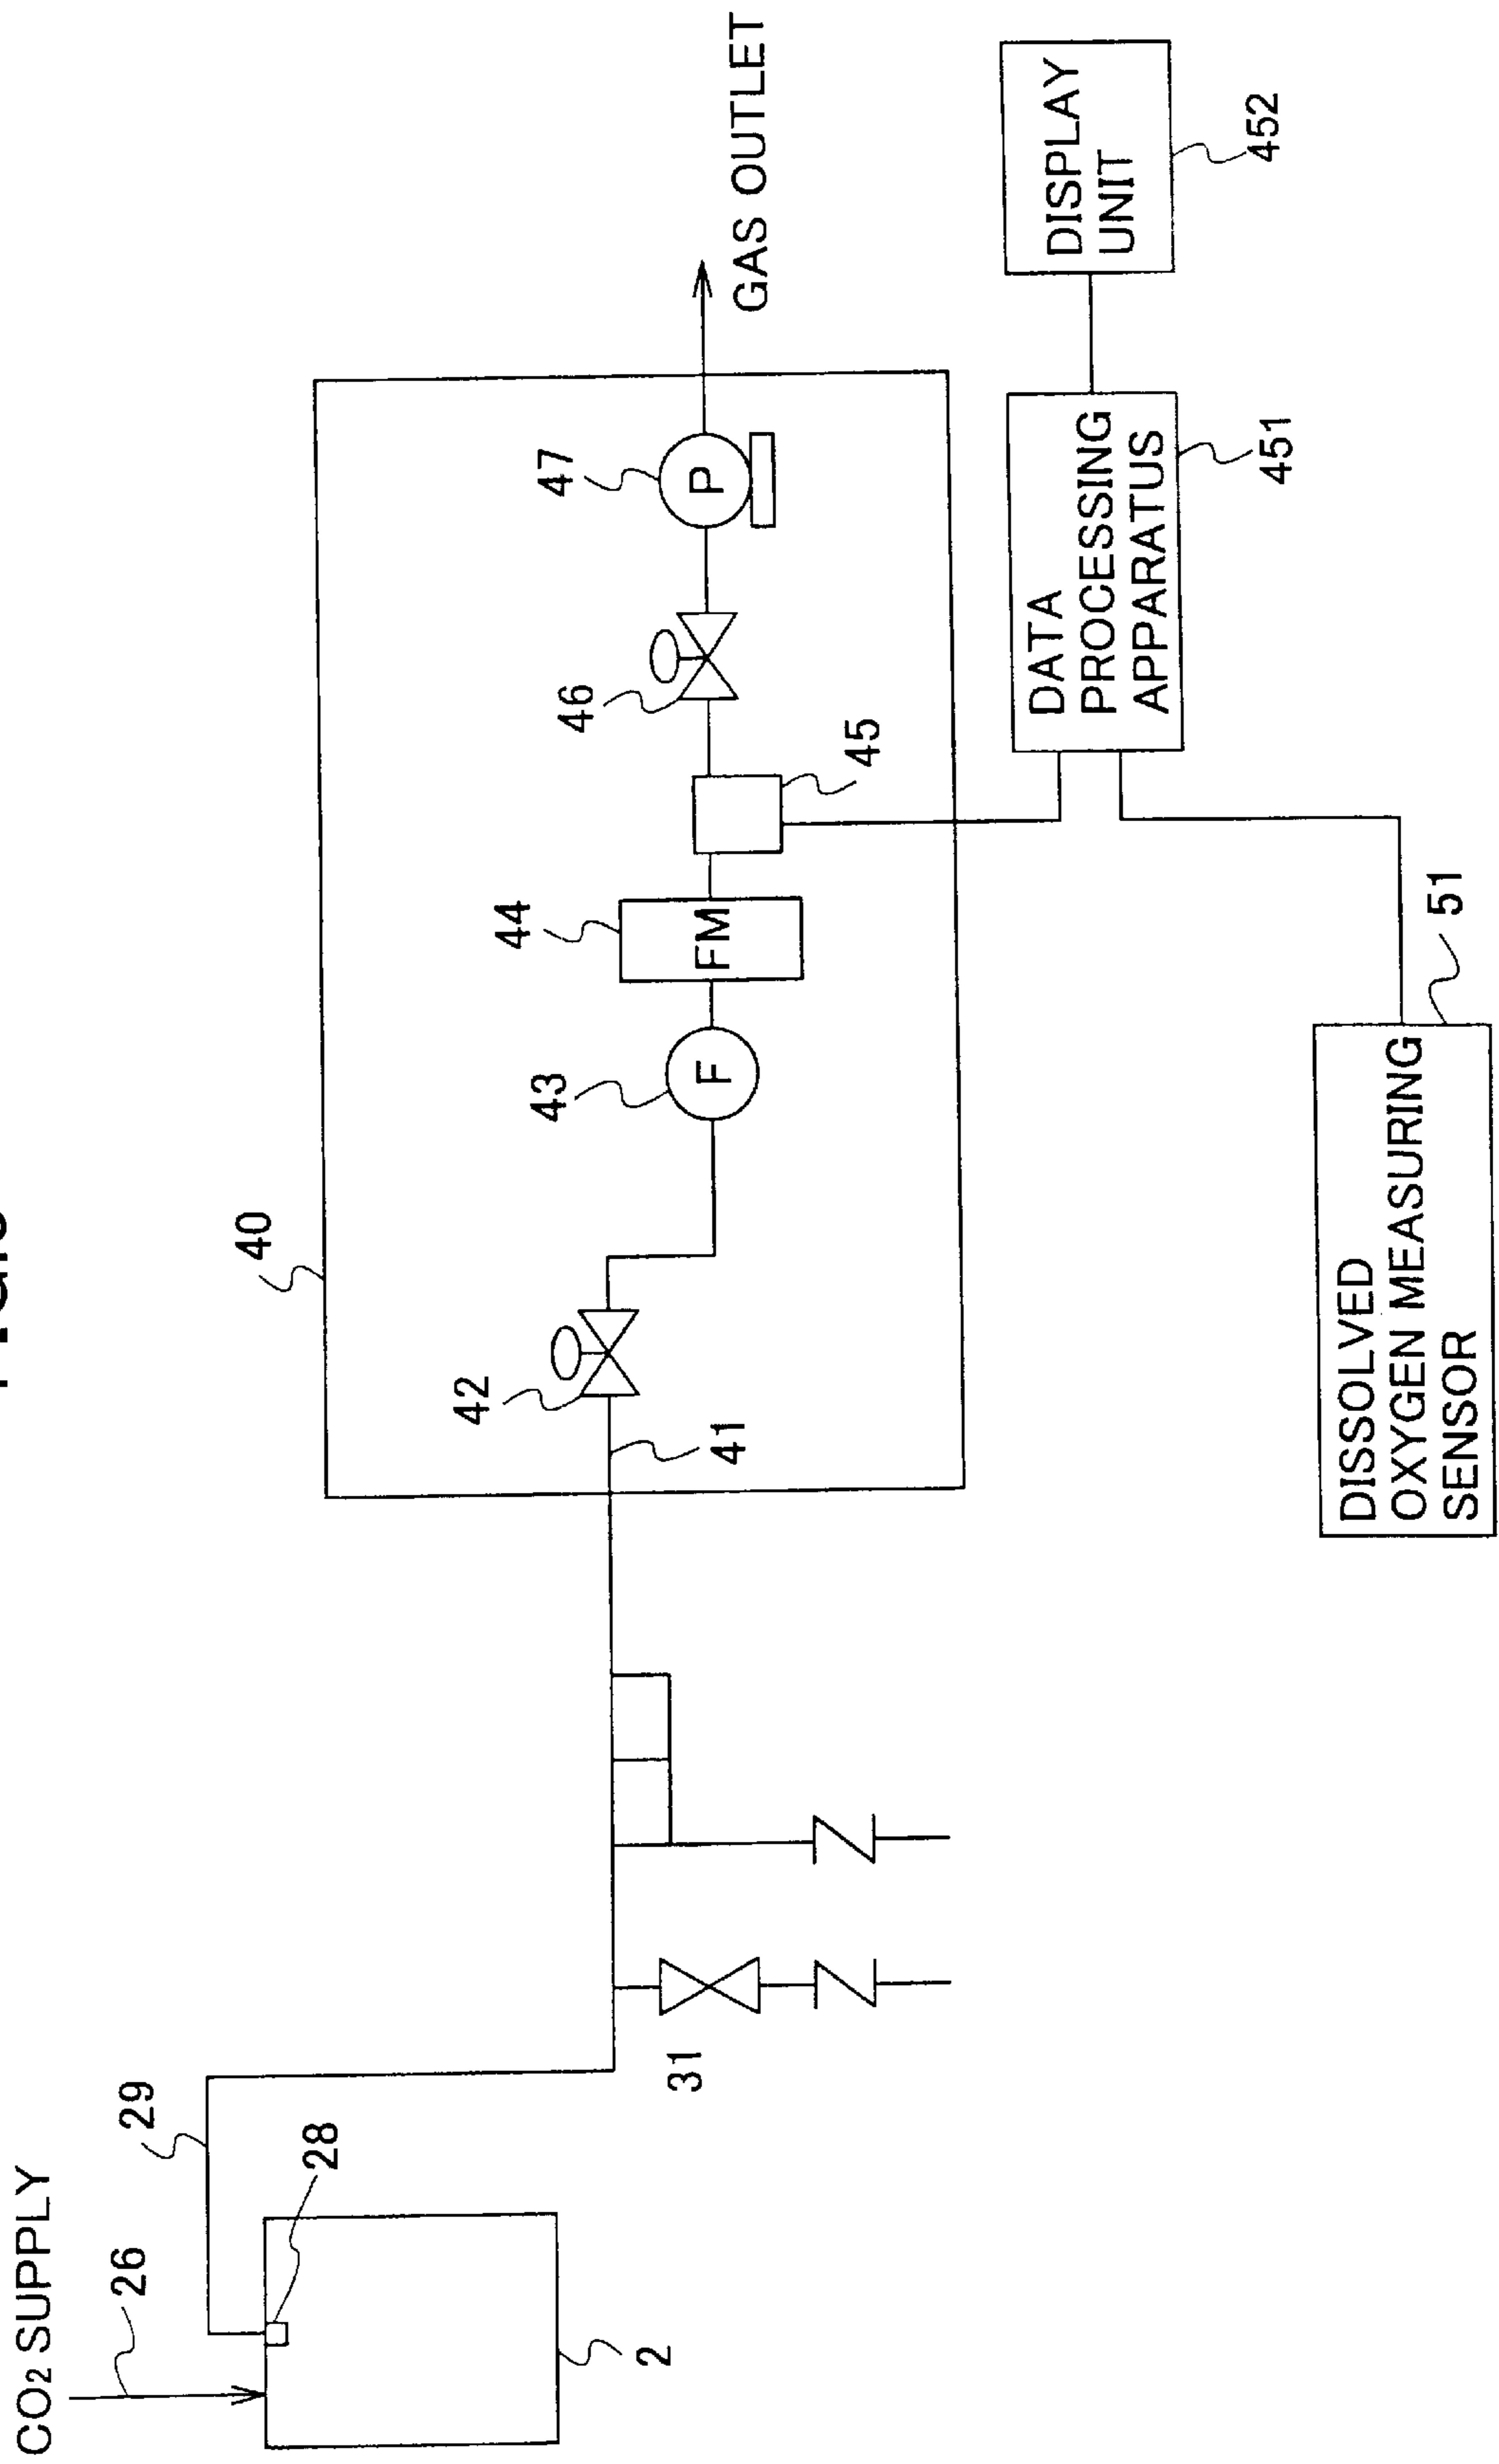 CO2 SUPPLY
26
29
28
2
31
40
41
42
43
F
44
FM
45
46
47
P
GAS OUTLET
DATA
PROCESSING
APPARATUS
451
DISPLAY
UNIT
452
DISSOLVED
OXYGEN MEASURING
SENSOR
51